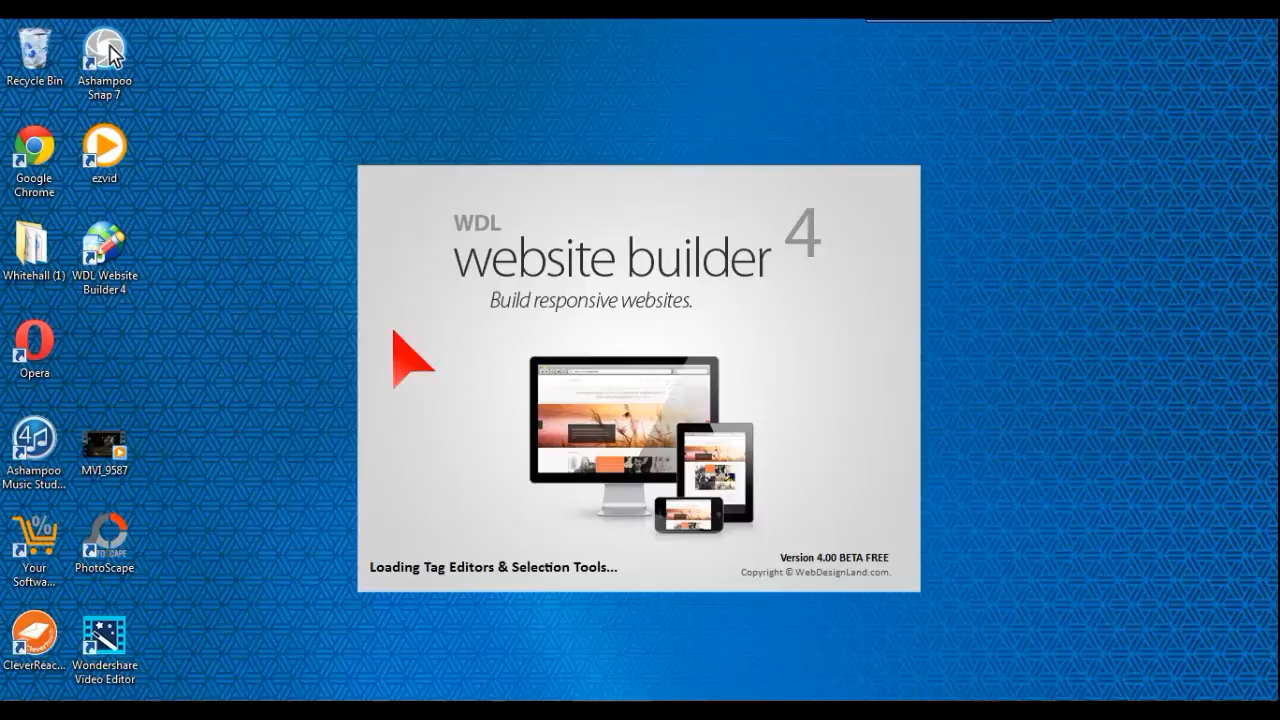 Recycle Bin
Ashampoo
Snap 7
Google
Chrome
ezvid
Whitehall (1)
WDL Website
Builder 4
Opera
Ashampoo
Music Stud...
MVI_9587
Your
Softwa...
PhotoScape
CleverReac...
Wondershare
Video Editor
WDL
website builder 4
Build responsive websites.
Loading Tag Editors & Selection Tools...
Version 4.00 BETA FREE
Copyright © WebDesignLand.com.